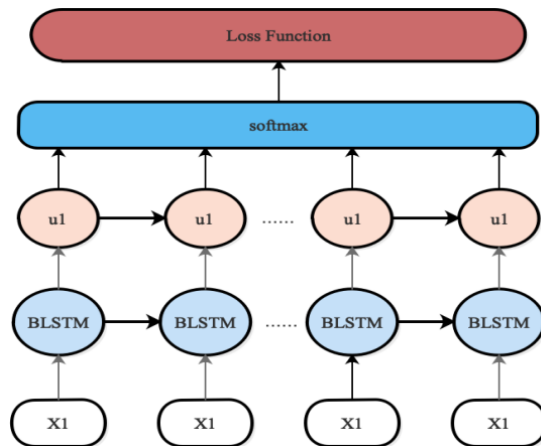 Loss Function
softmax
u1 u1 ...... u1 u1
BLSTM BLSTM ...... BLSTM BLSTM
X1 X1 X1 X1